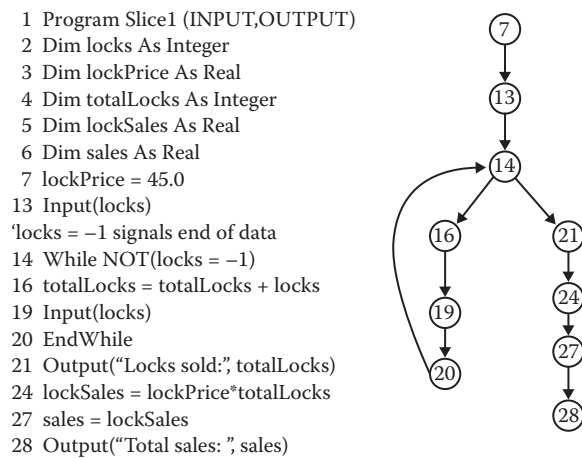 1 Program Slice1 (INPUT,OUTPUT)
2 Dim locks As Integer
3 Dim lockPrice As Real
4 Dim totalLocks As Integer
5 Dim lockSales As Real
6 Dim sales As Real
7 lockPrice = 45.0
13 Input(locks)
‘locks = –1 signals end of data
14 While NOT(locks = –1)
16 totalLocks = totalLocks + locks
19 Input(locks)
20 EndWhile
21 Output(“Locks sold:”, totalLocks)
24 lockSales = lockPrice*totalLocks
27 sales = lockSales
28 Output(“Total sales: ”, sales)
7
13
14
16
21
19
24
20
27
28